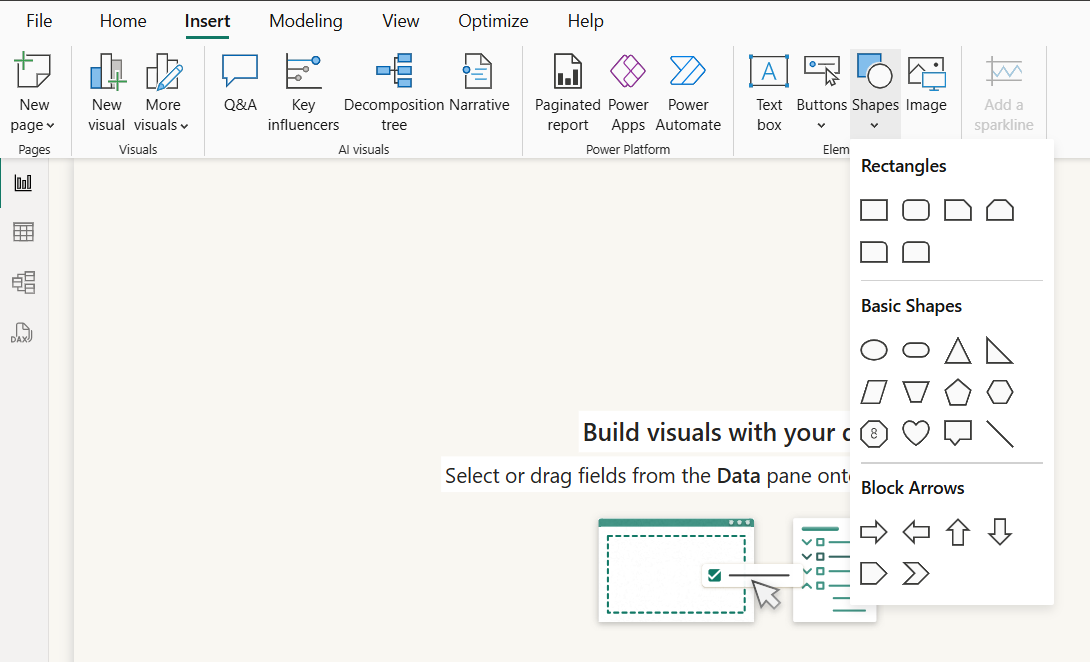 File Home Insert Modeling View Optimize Help
New page
New visual
More visuals
Q&A
Key influencers
Decomposition tree
Narrative
Paginated report
Power Apps
Power Automate
Text box
Buttons
Shapes
Image
Add a sparkline
Pages Visuals AI visuals Power Platform Elem
Rectangles
Basic Shapes
8
Block Arrows
DAX
Build visuals with your d
Select or drag fields from the Data pane onto
A